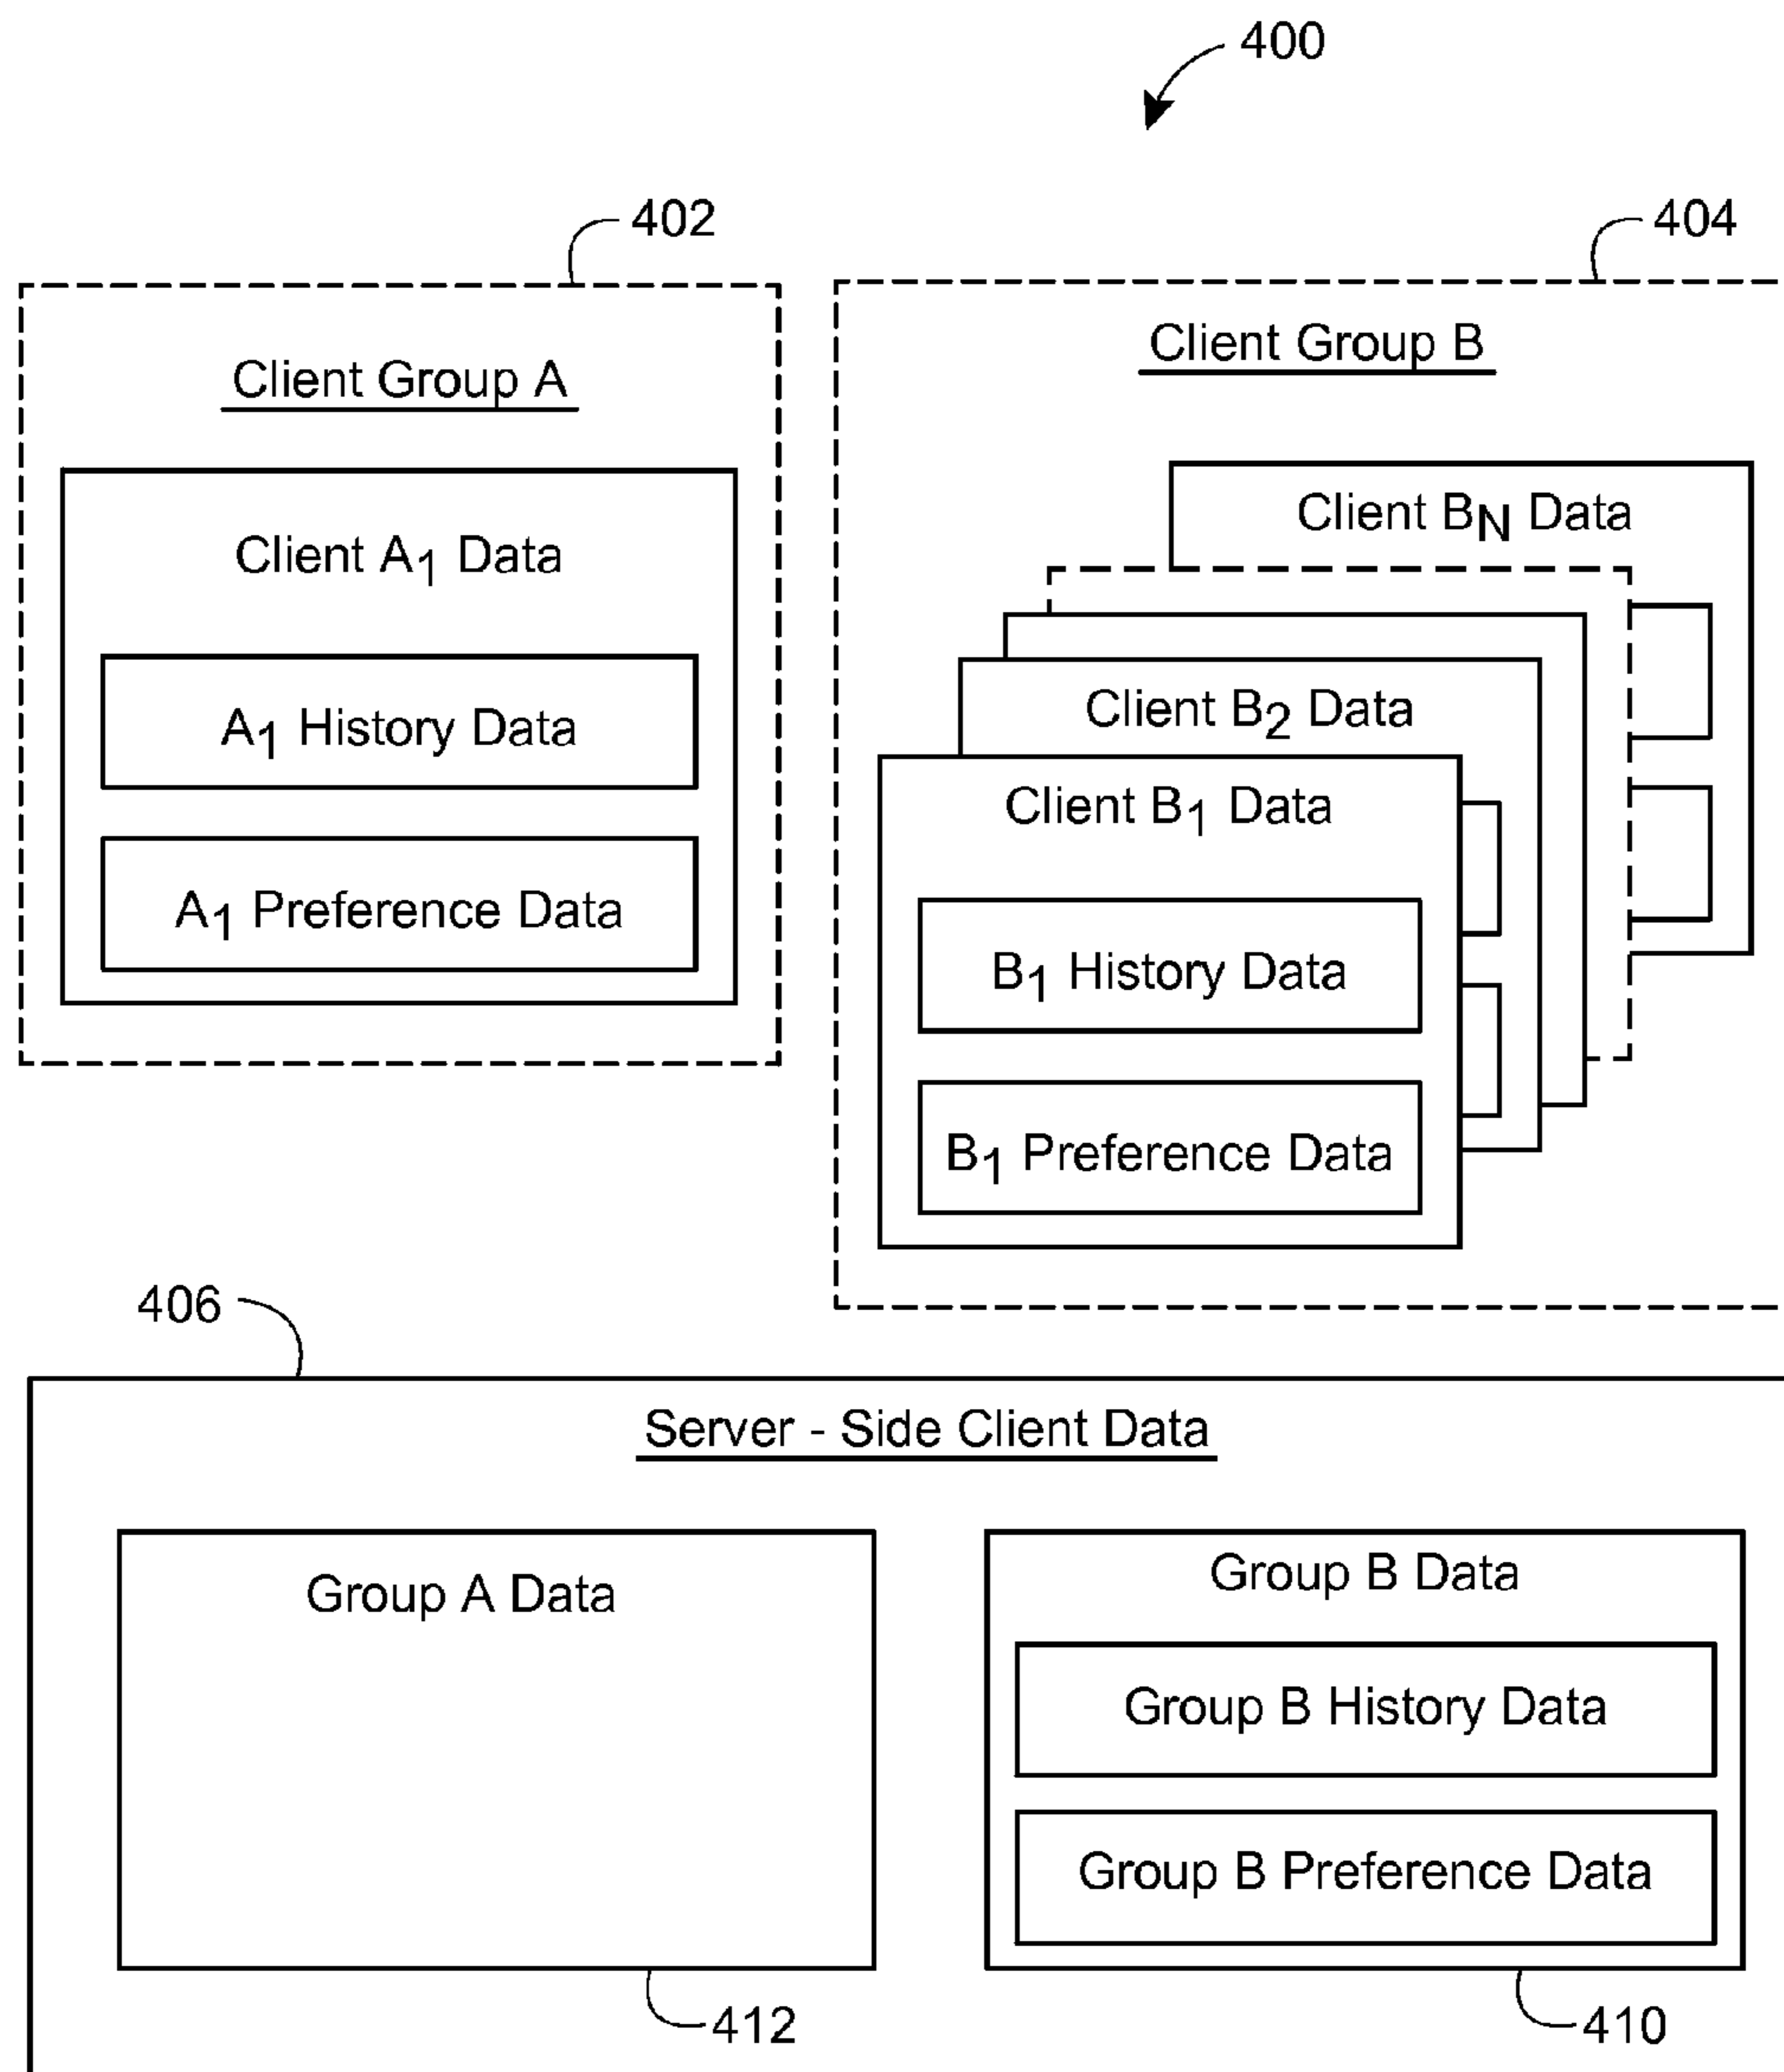 400
402
404
Client Group A
Client A₁ Data
A₁ History Data
A₁ Preference Data
Client Group B
Client Bₙ Data
Client B₂ Data
Client B₁ Data
B₁ History Data
B₁ Preference Data
406
Server - Side Client Data
Group A Data
412
Group B Data
Group B History Data
Group B Preference Data
410